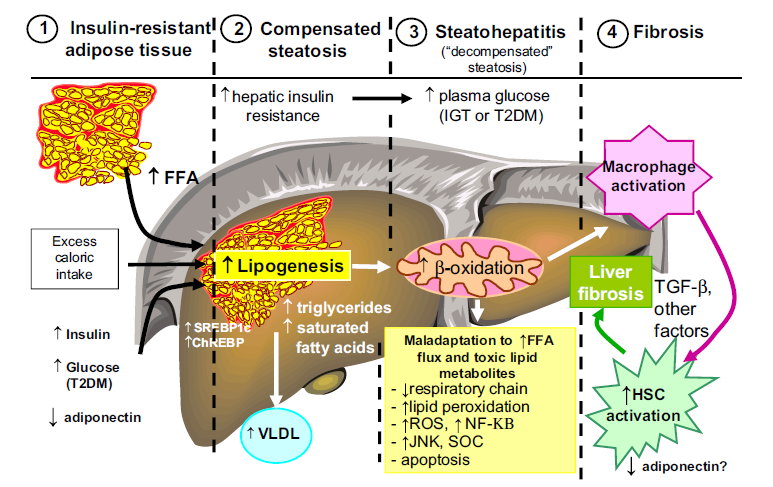 1 Insulin-resistant
adipose tissue
2 Compensated
steatosis
3 Steatohepatitis
("decompensated"
steatosis)
4 Fibrosis
↑ hepatic insulin
resistance
↑ plasma glucose
(IGT or T2DM)
↑ FFA
Excess
caloric
intake
↑ Insulin
↑ Glucose
(T2DM)
↓ adiponectin
↑ Lipogenesis
↑ SREBP1c
↑ChREBP
↑ triglycerides
↑ saturated
fatty acids
↑ VLDL
↑ β-oxidation
Maladaptation to ↑FFA
flux and toxic lipid
metabolites
- ↓respiratory chain
- ↑lipid peroxidation
- ↑ROS, ↑ NF-κB
- ↑JNK, SOC
- apoptosis
Macrophage
activation
Liver
fibrosis
TGF-β,
other
factors
↑HSC
activation
↓ adiponectin?